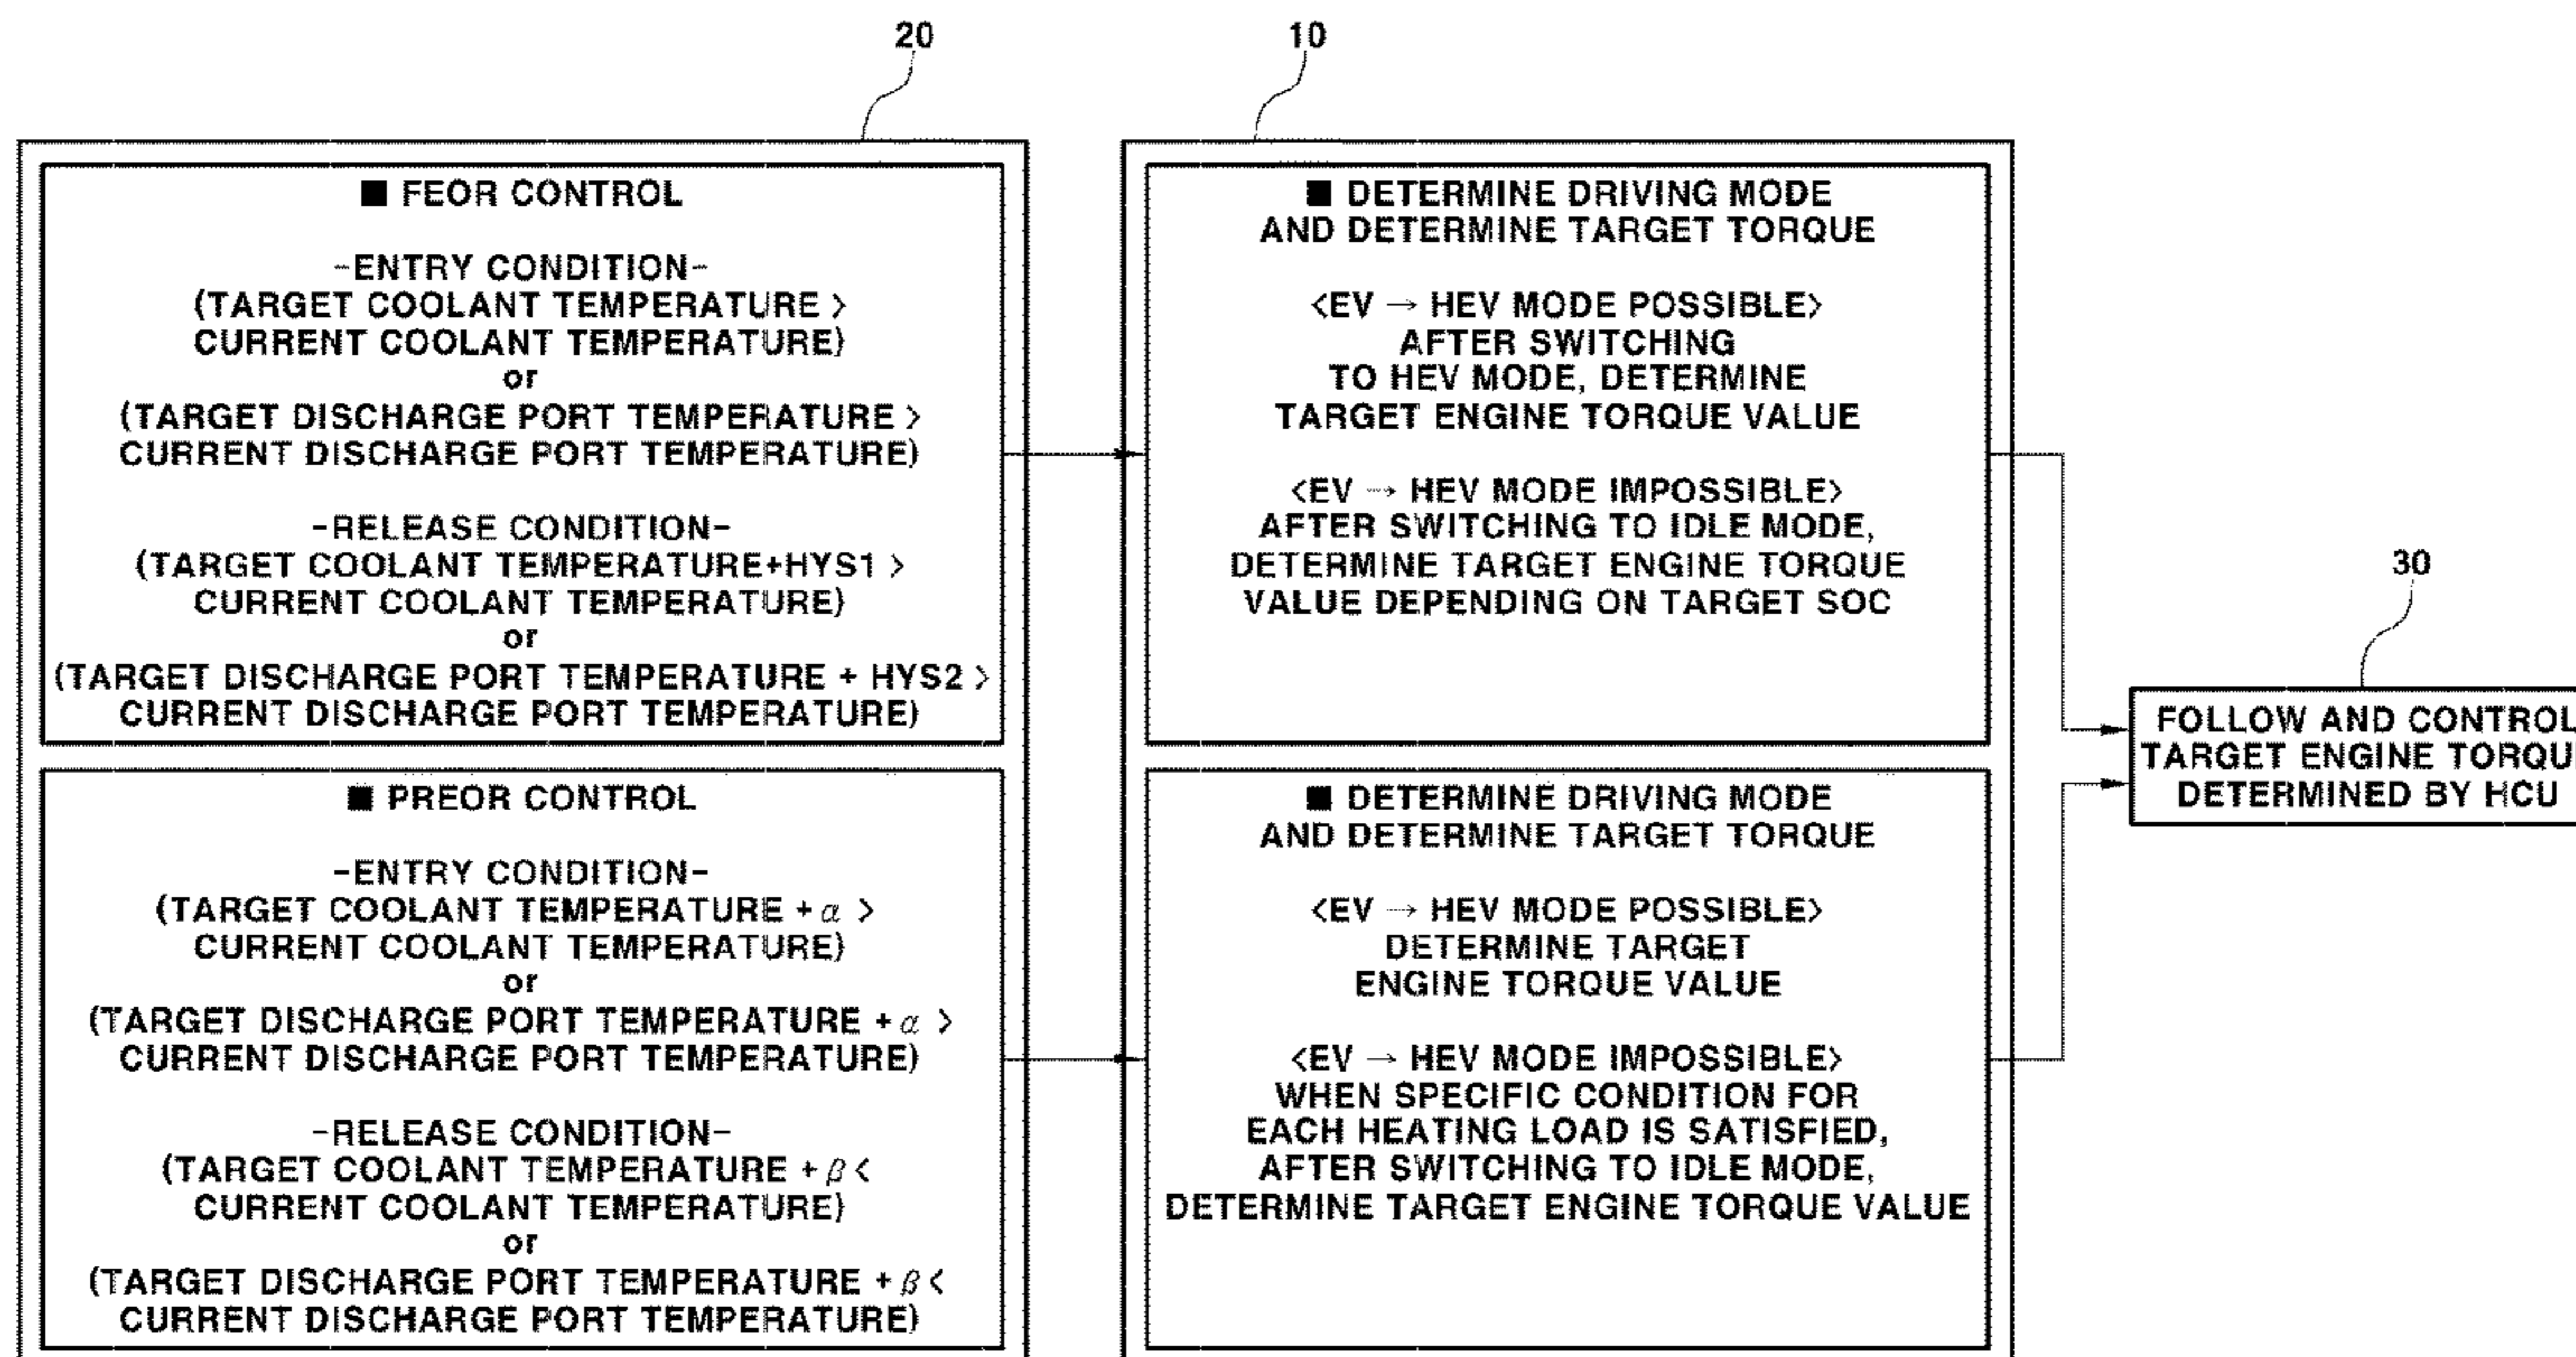 20
10
■ FEOR CONTROL
-ENTRY CONDITION-
(TARGET COOLANT TEMPERATURE >
CURRENT COOLANT TEMPERATURE)
or
(TARGET DISCHARGE PORT TEMPERATURE >
CURRENT DISCHARGE PORT TEMPERATURE)
-RELEASE CONDITION-
(TARGET COOLANT TEMPERATURE+HYS1 >
CURRENT COOLANT TEMPERATURE)
or
(TARGET DISCHARGE PORT TEMPERATURE + HYS2 >
CURRENT DISCHARGE PORT TEMPERATURE)
■ PREOR CONTROL
-ENTRY CONDITION-
(TARGET COOLANT TEMPERATURE + α >
CURRENT COOLANT TEMPERATURE)
or
(TARGET DISCHARGE PORT TEMPERATURE + α >
CURRENT DISCHARGE PORT TEMPERATURE)
-RELEASE CONDITION-
(TARGET COOLANT TEMPERATURE + β <
CURRENT COOLANT TEMPERATURE)
or
(TARGET DISCHARGE PORT TEMPERATURE + β <
CURRENT DISCHARGE PORT TEMPERATURE)
■ DETERMINE DRIVING MODE
AND DETERMINE TARGET TORQUE
<EV → HEV MODE POSSIBLE>
AFTER SWITCHING
TO HEV MODE, DETERMINE
TARGET ENGINE TORQUE VALUE
<EV → HEV MODE IMPOSSIBLE>
AFTER SWITCHING TO IDLE MODE,
DETERMINE TARGET ENGINE TORQUE
VALUE DEPENDING ON TARGET SOC
■ DETERMINE DRIVING MODE
AND DETERMINE TARGET TORQUE
<EV → HEV MODE POSSIBLE>
DETERMINE TARGET
ENGINE TORQUE VALUE
<EV → HEV MODE IMPOSSIBLE>
WHEN SPECIFIC CONDITION FOR
EACH HEATING LOAD IS SATISFIED,
AFTER SWITCHING TO IDLE MODE,
DETERMINE TARGET ENGINE TORQUE VALUE
30
FOLLOW AND CONTROL
TARGET ENGINE TORQUE
DETERMINED BY HCU